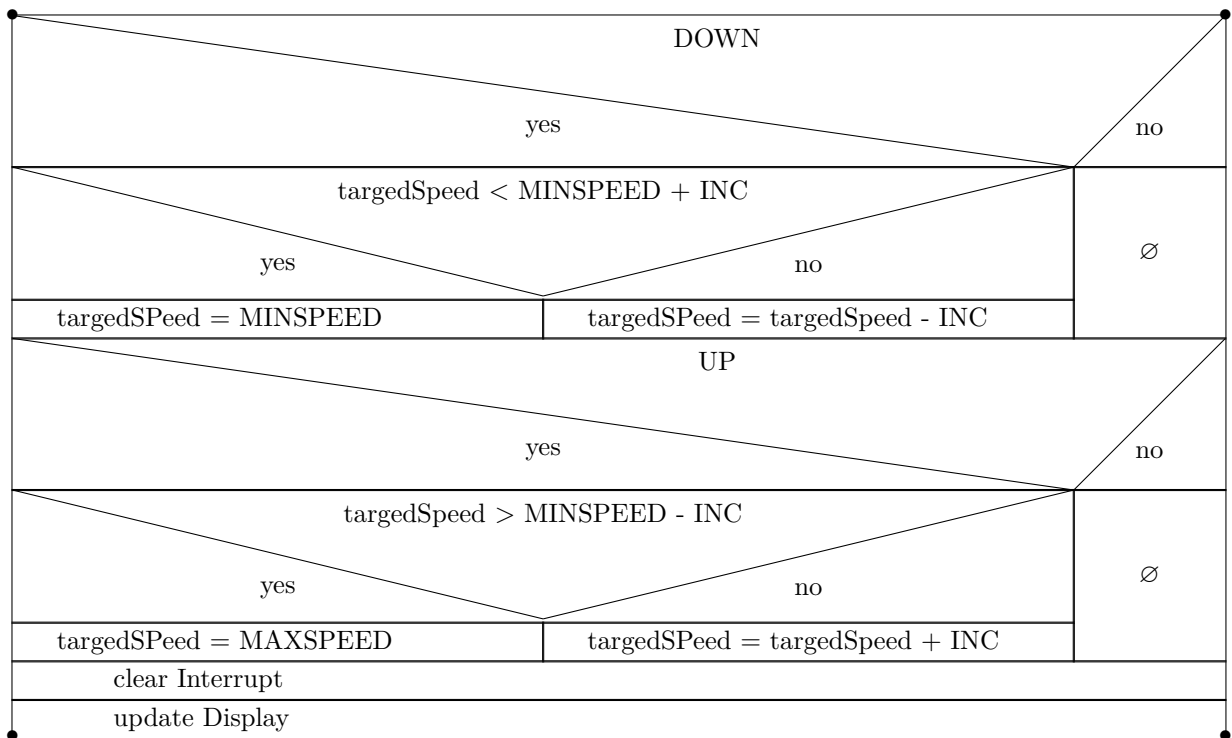 DOWN
yes
no
targedSpeed < MINSPEED + INC
yes
no
∅
targedSPeed = MINSPEED
targedSPeed = targedSpeed - INC
UP
yes
no
targedSpeed > MINSPEED - INC
yes
no
∅
targedSPeed = MAXSPEED
targedSPeed = targedSpeed + INC
clear Interrupt
update Display